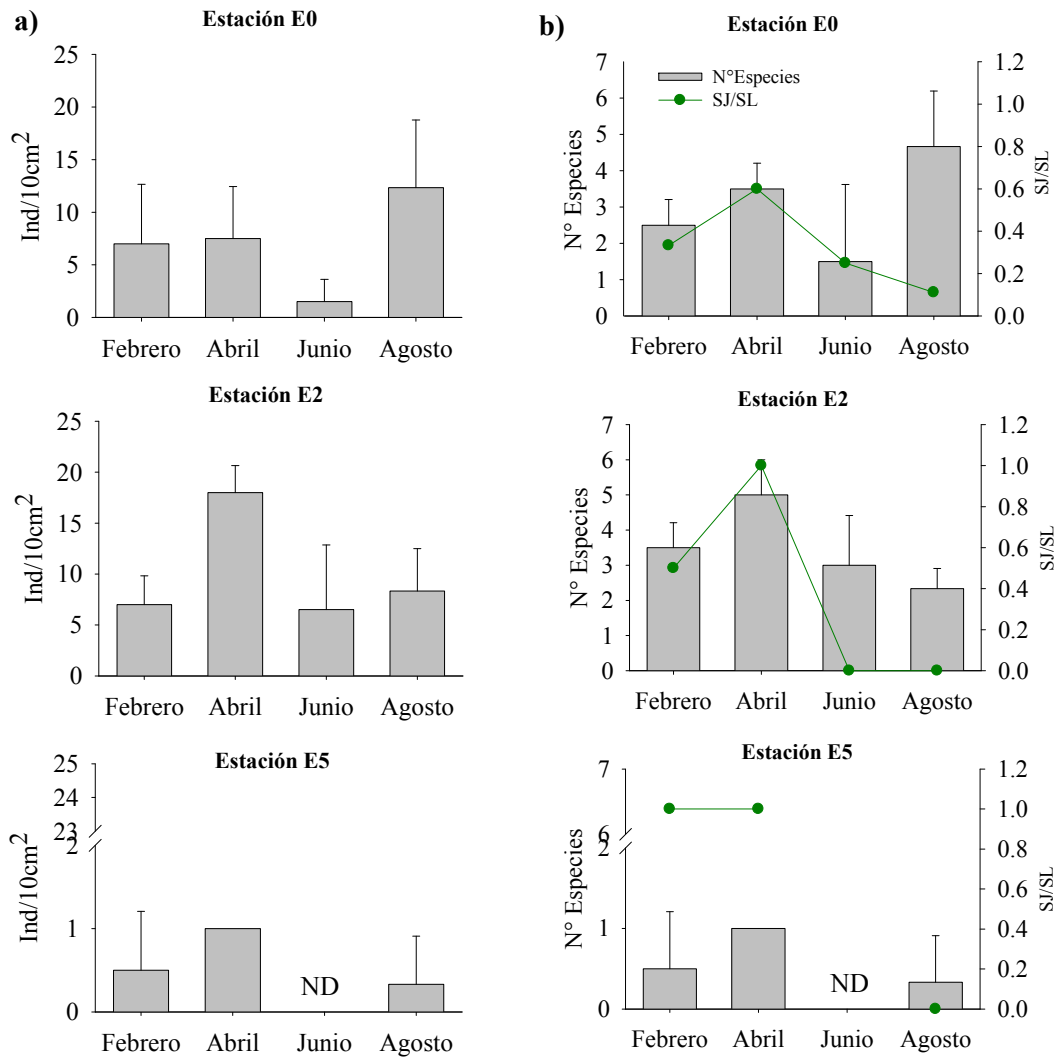 a)
Estación E0
25
20
15
10
5
0
Ind/10cm²
Febrero Abril Junio Agosto
b)
Estación E0
7
6
5
4
3
2
1
0
N° Especies
N°Especies
SJ/SL
1.2
1.0
0.8
0.6
0.4
0.2
0.0
SJ/SL
Febrero Abril Junio Agosto
Estación E2
25
20
15
10
5
0
Ind/10cm²
Febrero Abril Junio Agosto
Estación E2
7
6
5
4
3
2
1
0
N° Especies
1.2
1.0
0.8
0.6
0.4
0.2
0.0
SJ/SL
Febrero Abril Junio Agosto
Estación E5
25
24
23
2
1
0
Ind/10cm²
ND
Febrero Abril Junio Agosto
Estación E5
7
6
2
1
0
N° Especies
ND
1.2
1.0
0.8
0.6
0.4
0.2
0.0
SJ/SL
Febrero Abril Junio Agosto